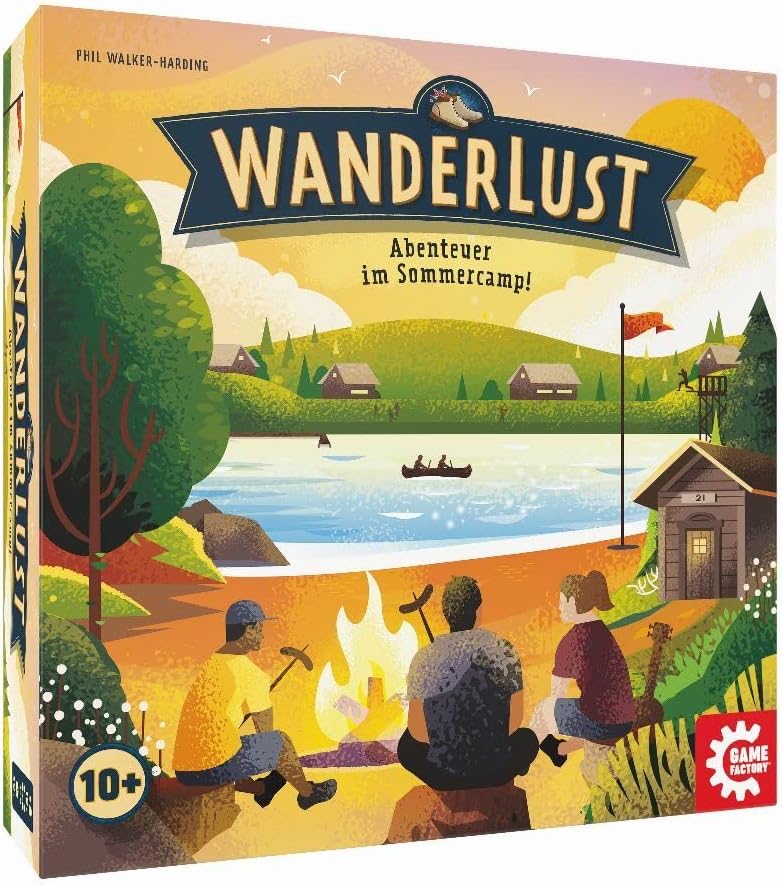 PHIL WALKER-HARDING
WANDERLUST
Abenteuer
im Sommercamp!
21
10+
GAME
FACTORY
WANDERLUST